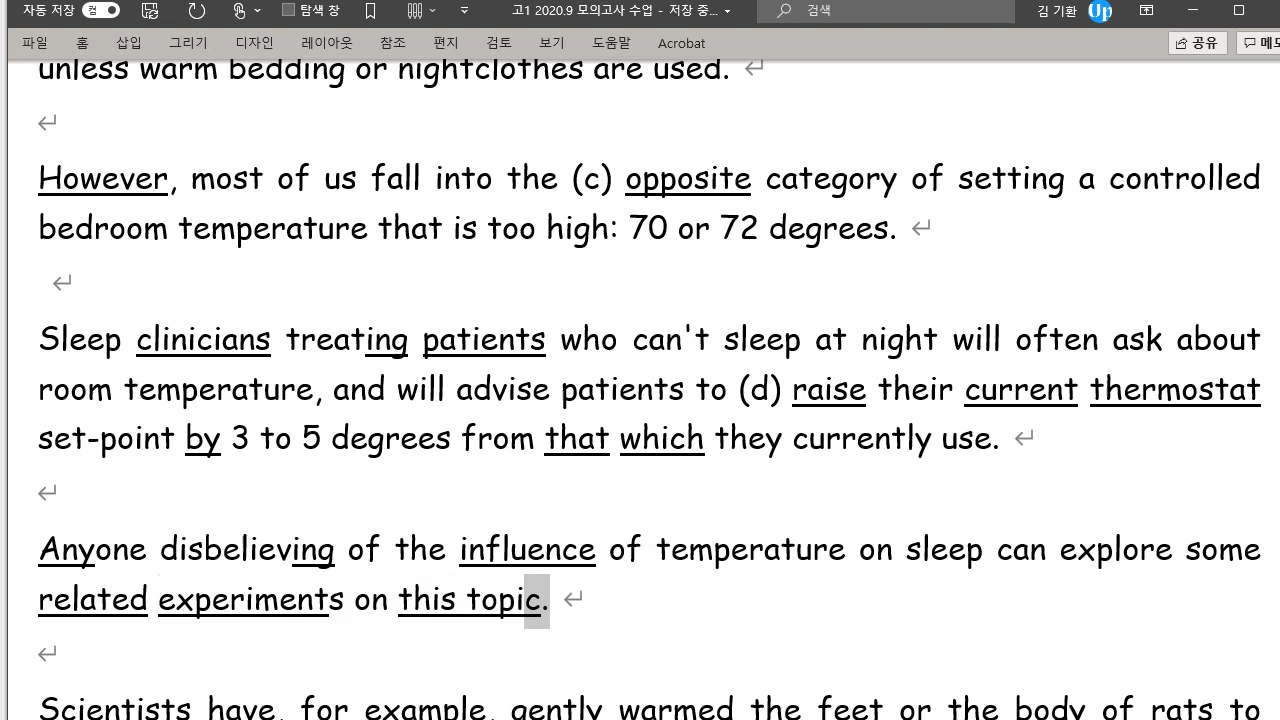 자동 저장 컴 탐색 창 고1 2020.9 모의고사 수업 - 저장 중... 검색 김 기환 Up
파일 홈 삽입 그리기 디자인 레이아웃 참조 편지 검토 보기 도움말 Acrobat 공유 메모
unless warm bedding or nightclothes are used.
However, most of us fall into the (c) opposite category of setting a controlled
bedroom temperature that is too high: 70 or 72 degrees.
Sleep clinicians treating patients who can't sleep at night will often ask about
room temperature, and will advise patients to (d) raise their current thermostat
set-point by 3 to 5 degrees from that which they currently use.
Anyone disbelieving of the influence of temperature on sleep can explore some
related experiments on this topic.
Scientists have, for example, gently warmed the feet or the body of rats to